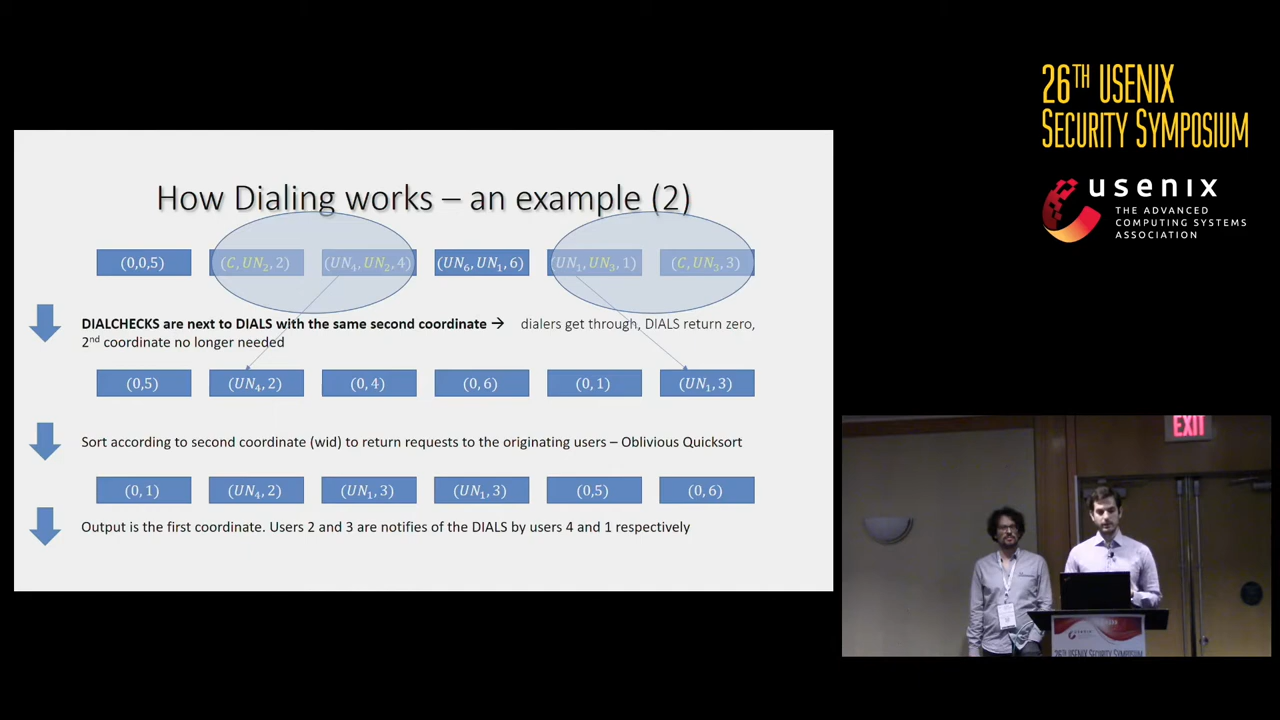 26TH USENIX
SECURITY SYMPOSIUM
usenix
THE ADVANCED
COMPUTING SYSTEMS
ASSOCIATION
How Dialing works – an example (2)
(0,0,5) (C,UN₂,2) (UN₄,UN₂,4) (UN₆,UN₁,6) (UN₁,UN₃,1) (C,UN₃,3)
DIALCHECKS are next to DIALS with the same second coordinate → dialers get through, DIALS return zero,
2nd coordinate no longer needed
(0,5) (UN₄,2) (0,4) (0,6) (0,1) (UN₁,3)
Sort according to second coordinate (wid) to return requests to the originating users – Oblivious Quicksort
(0,1) (UN₄,2) (UN₁,3) (UN₁,3) (0,5) (0,6)
Output is the first coordinate. Users 2 and 3 are notifies of the DIALS by users 4 and 1 respectively
EXIT
usenix
26TH USENIX SECURITY SYMPOSIUM